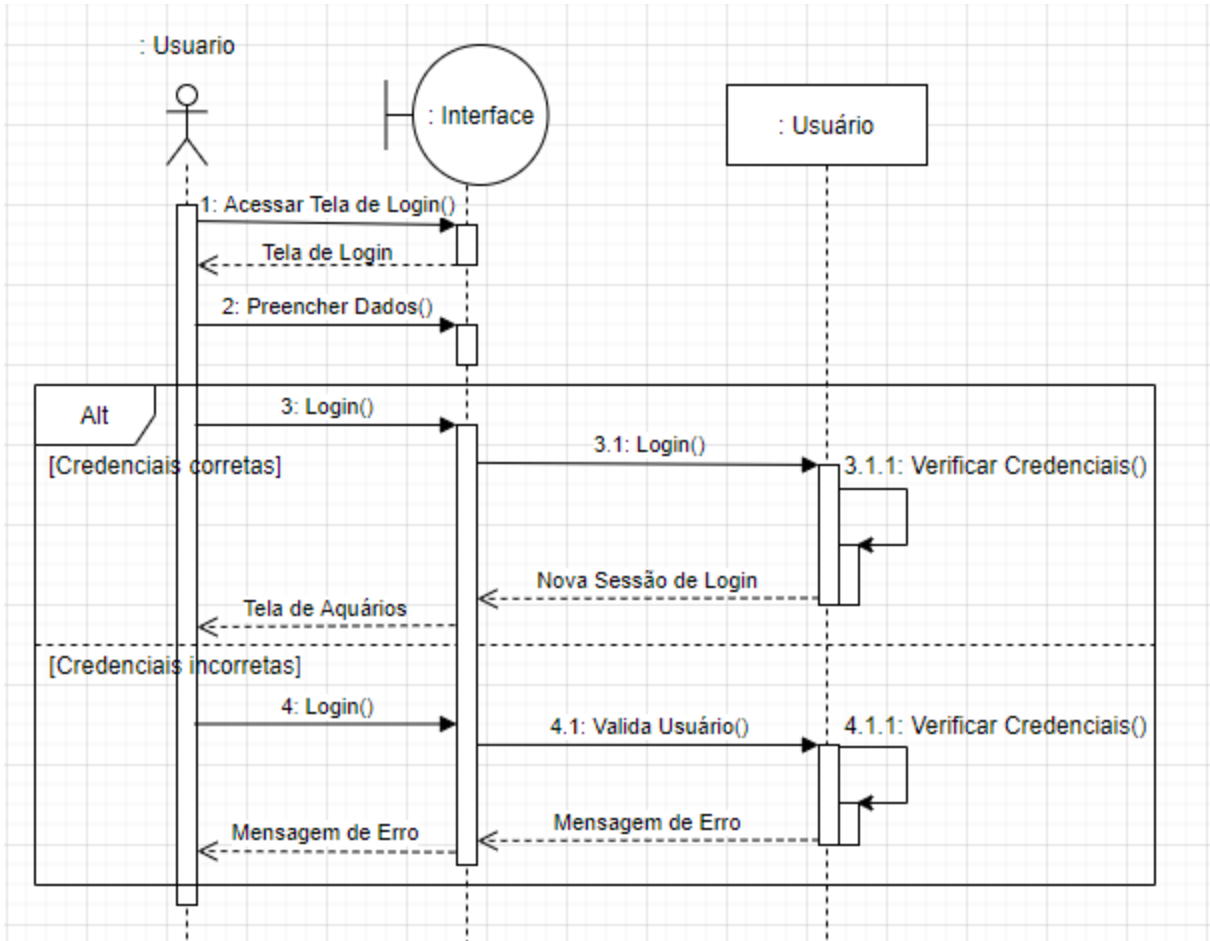 : Usuario
: Interface
: Usuário
1: Acessar Tela de Login()
Tela de Login
2: Preencher Dados()
Alt
3: Login()
3.1: Login()
[Credenciais corretas]
3.1.1: Verificar Credenciais()
Nova Sessão de Login
Tela de Aquários
[Credenciais incorretas]
4: Login()
4.1: Valida Usuário()
4.1.1: Verificar Credenciais()
Mensagem de Erro
Mensagem de Erro